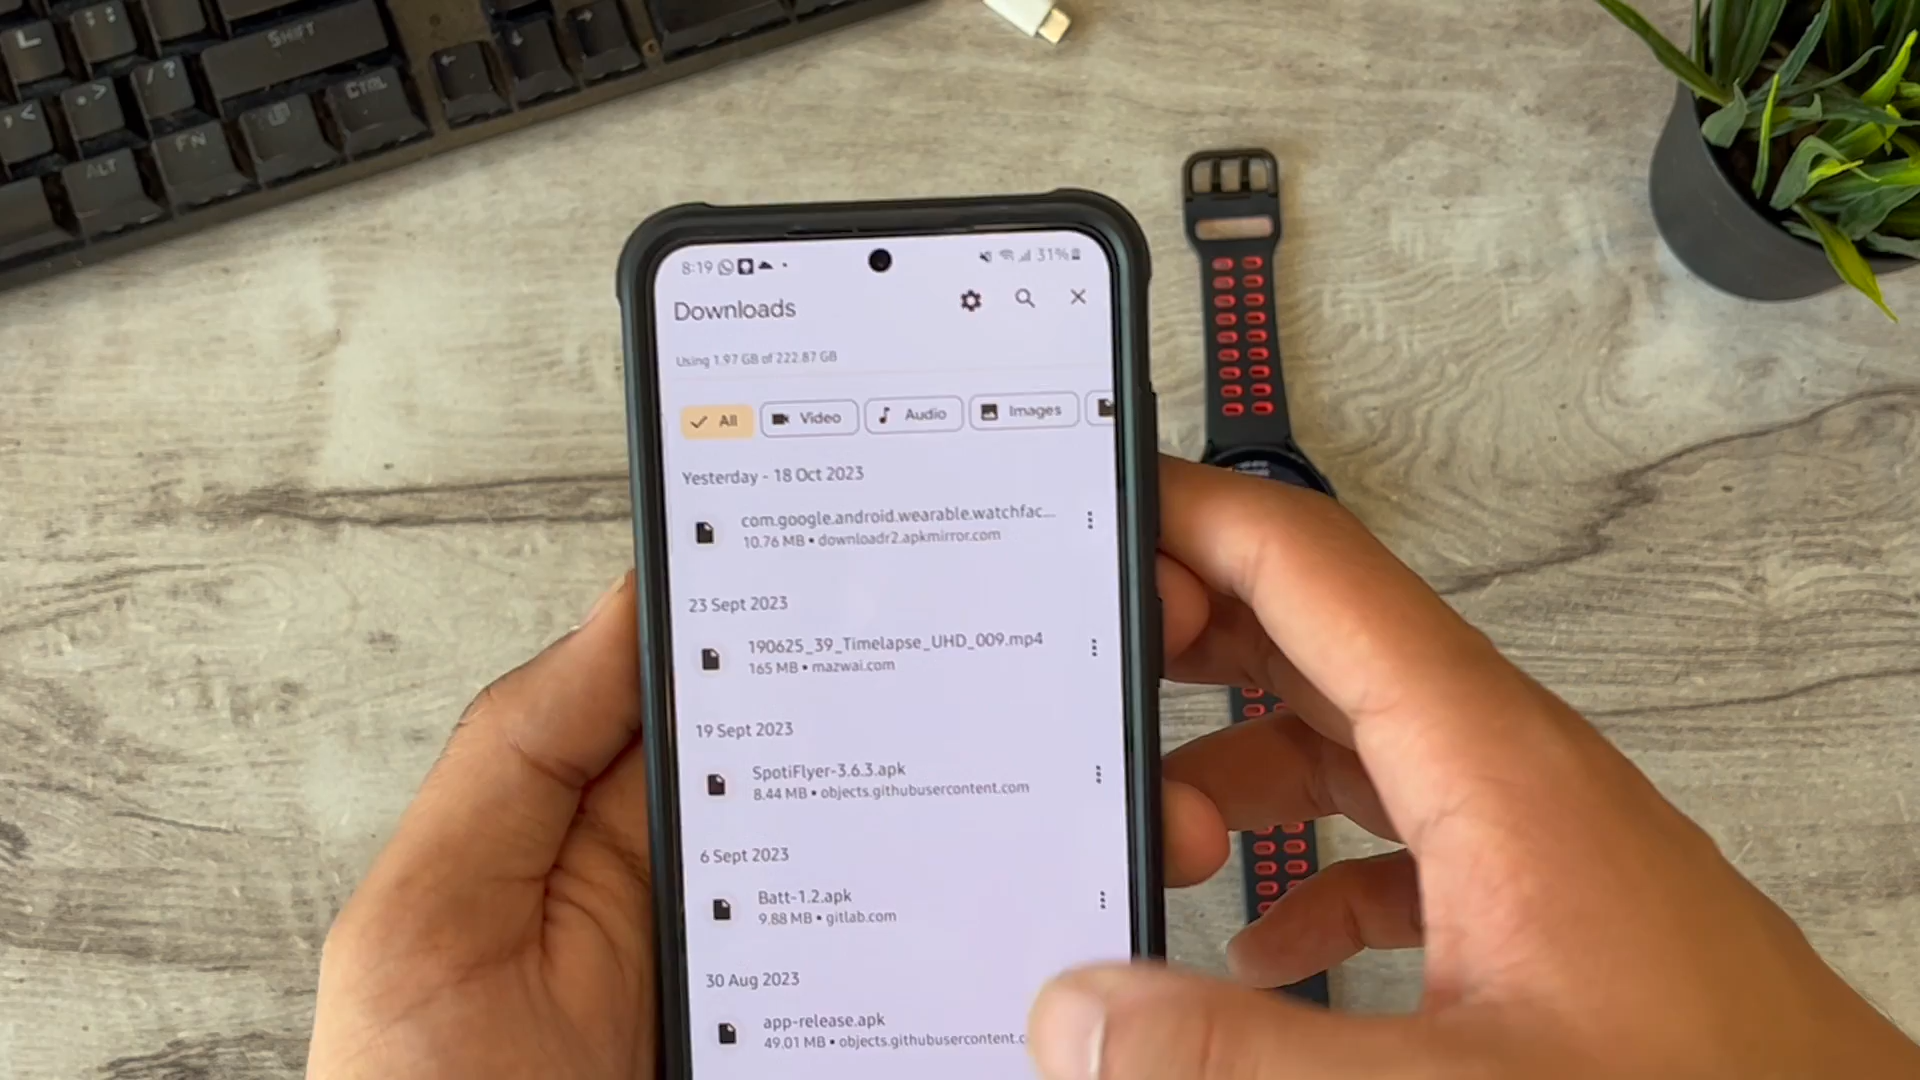 SHIFT
CTRL
FN
ALT
8:19
31%
Downloads
Using 1.97 GB of 222.87 GB
All
Video
Audio
Images
Yesterday - 18 Oct 2023
com.google.android.wearable.watchfac...
10.76 MB • downloadr2.apkmirror.com
23 Sept 2023
190625_39_Timelapse_UHD_009.mp4
165 MB • mazwai.com
19 Sept 2023
SpotiFlyer-3.6.3.apk
8.44 MB • objects.githubusercontent.com
6 Sept 2023
Batt-1.2.apk
9.88 MB • gitlab.com
30 Aug 2023
app-release.apk
49.01 MB • objects.githubusercontent.c